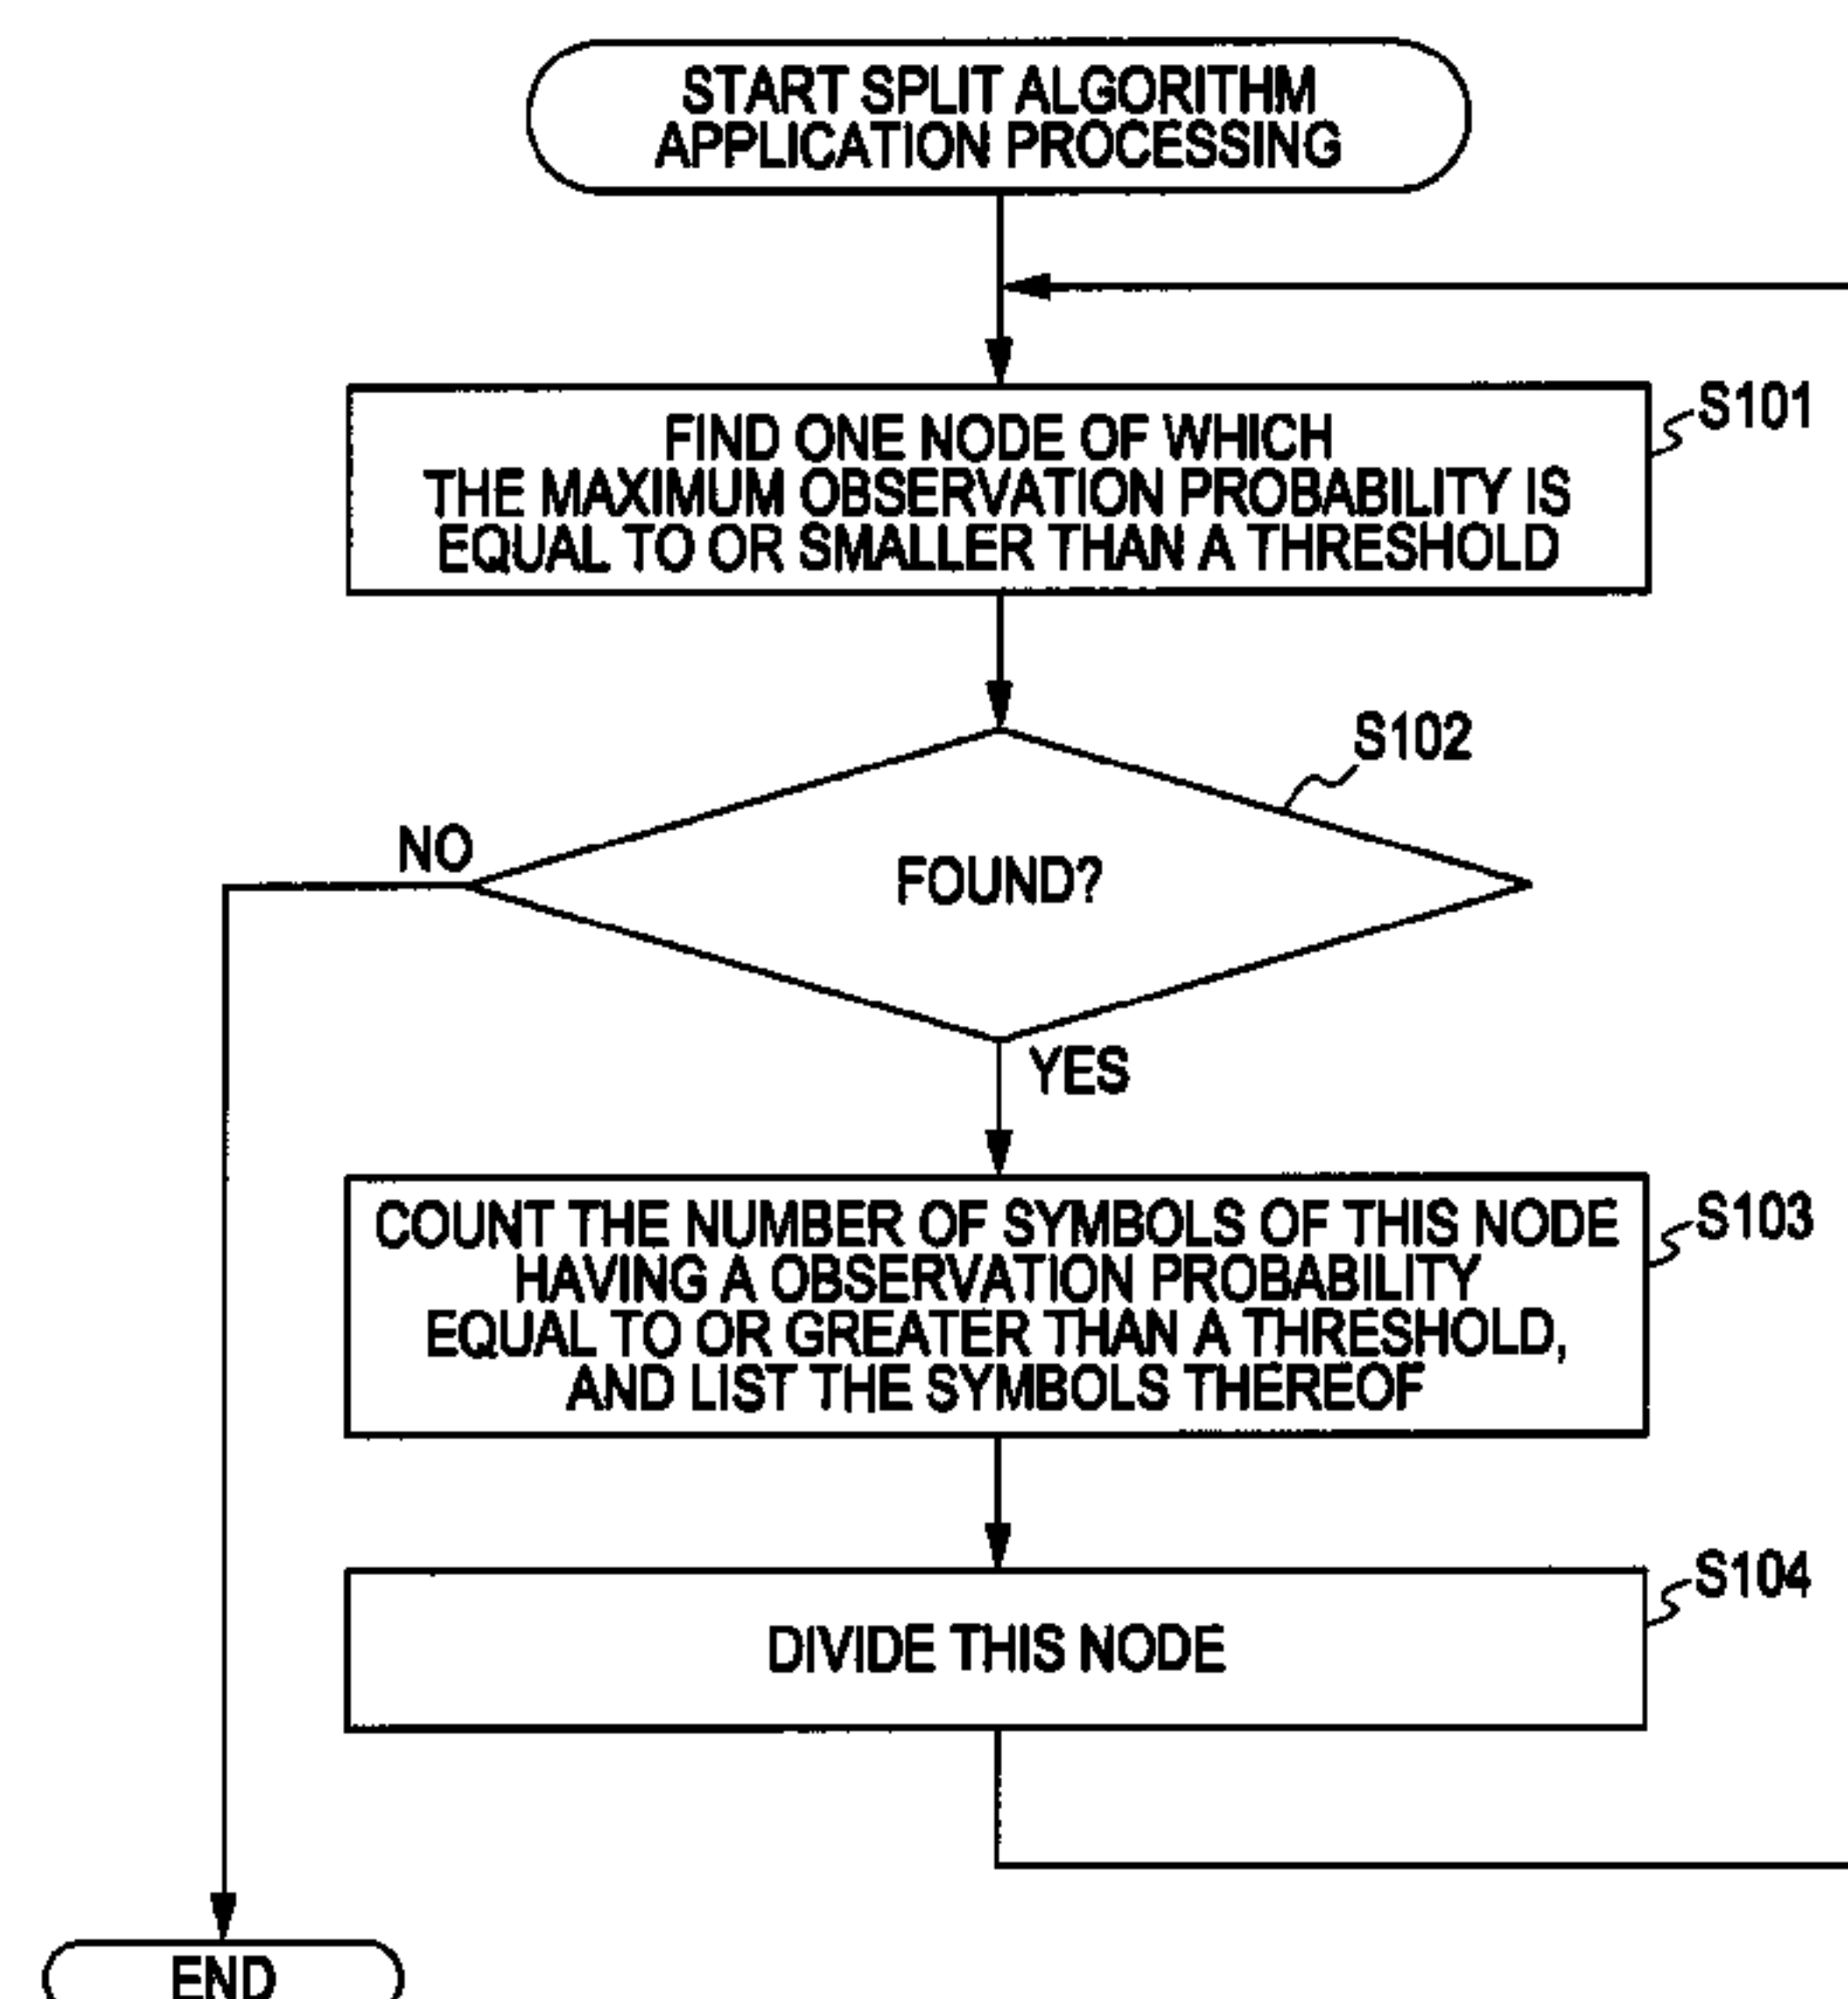 START SPLIT ALGORITHM
APPLICATION PROCESSING
FIND ONE NODE OF WHICH
THE MAXIMUM OBSERVATION PROBABILITY IS
EQUAL TO OR SMALLER THAN A THRESHOLD
S101
S102
FOUND?
NO
YES
COUNT THE NUMBER OF SYMBOLS OF THIS NODE
HAVING A OBSERVATION PROBABILITY
EQUAL TO OR GREATER THAN A THRESHOLD,
AND LIST THE SYMBOLS THEREOF
S103
DIVIDE THIS NODE
S104
END